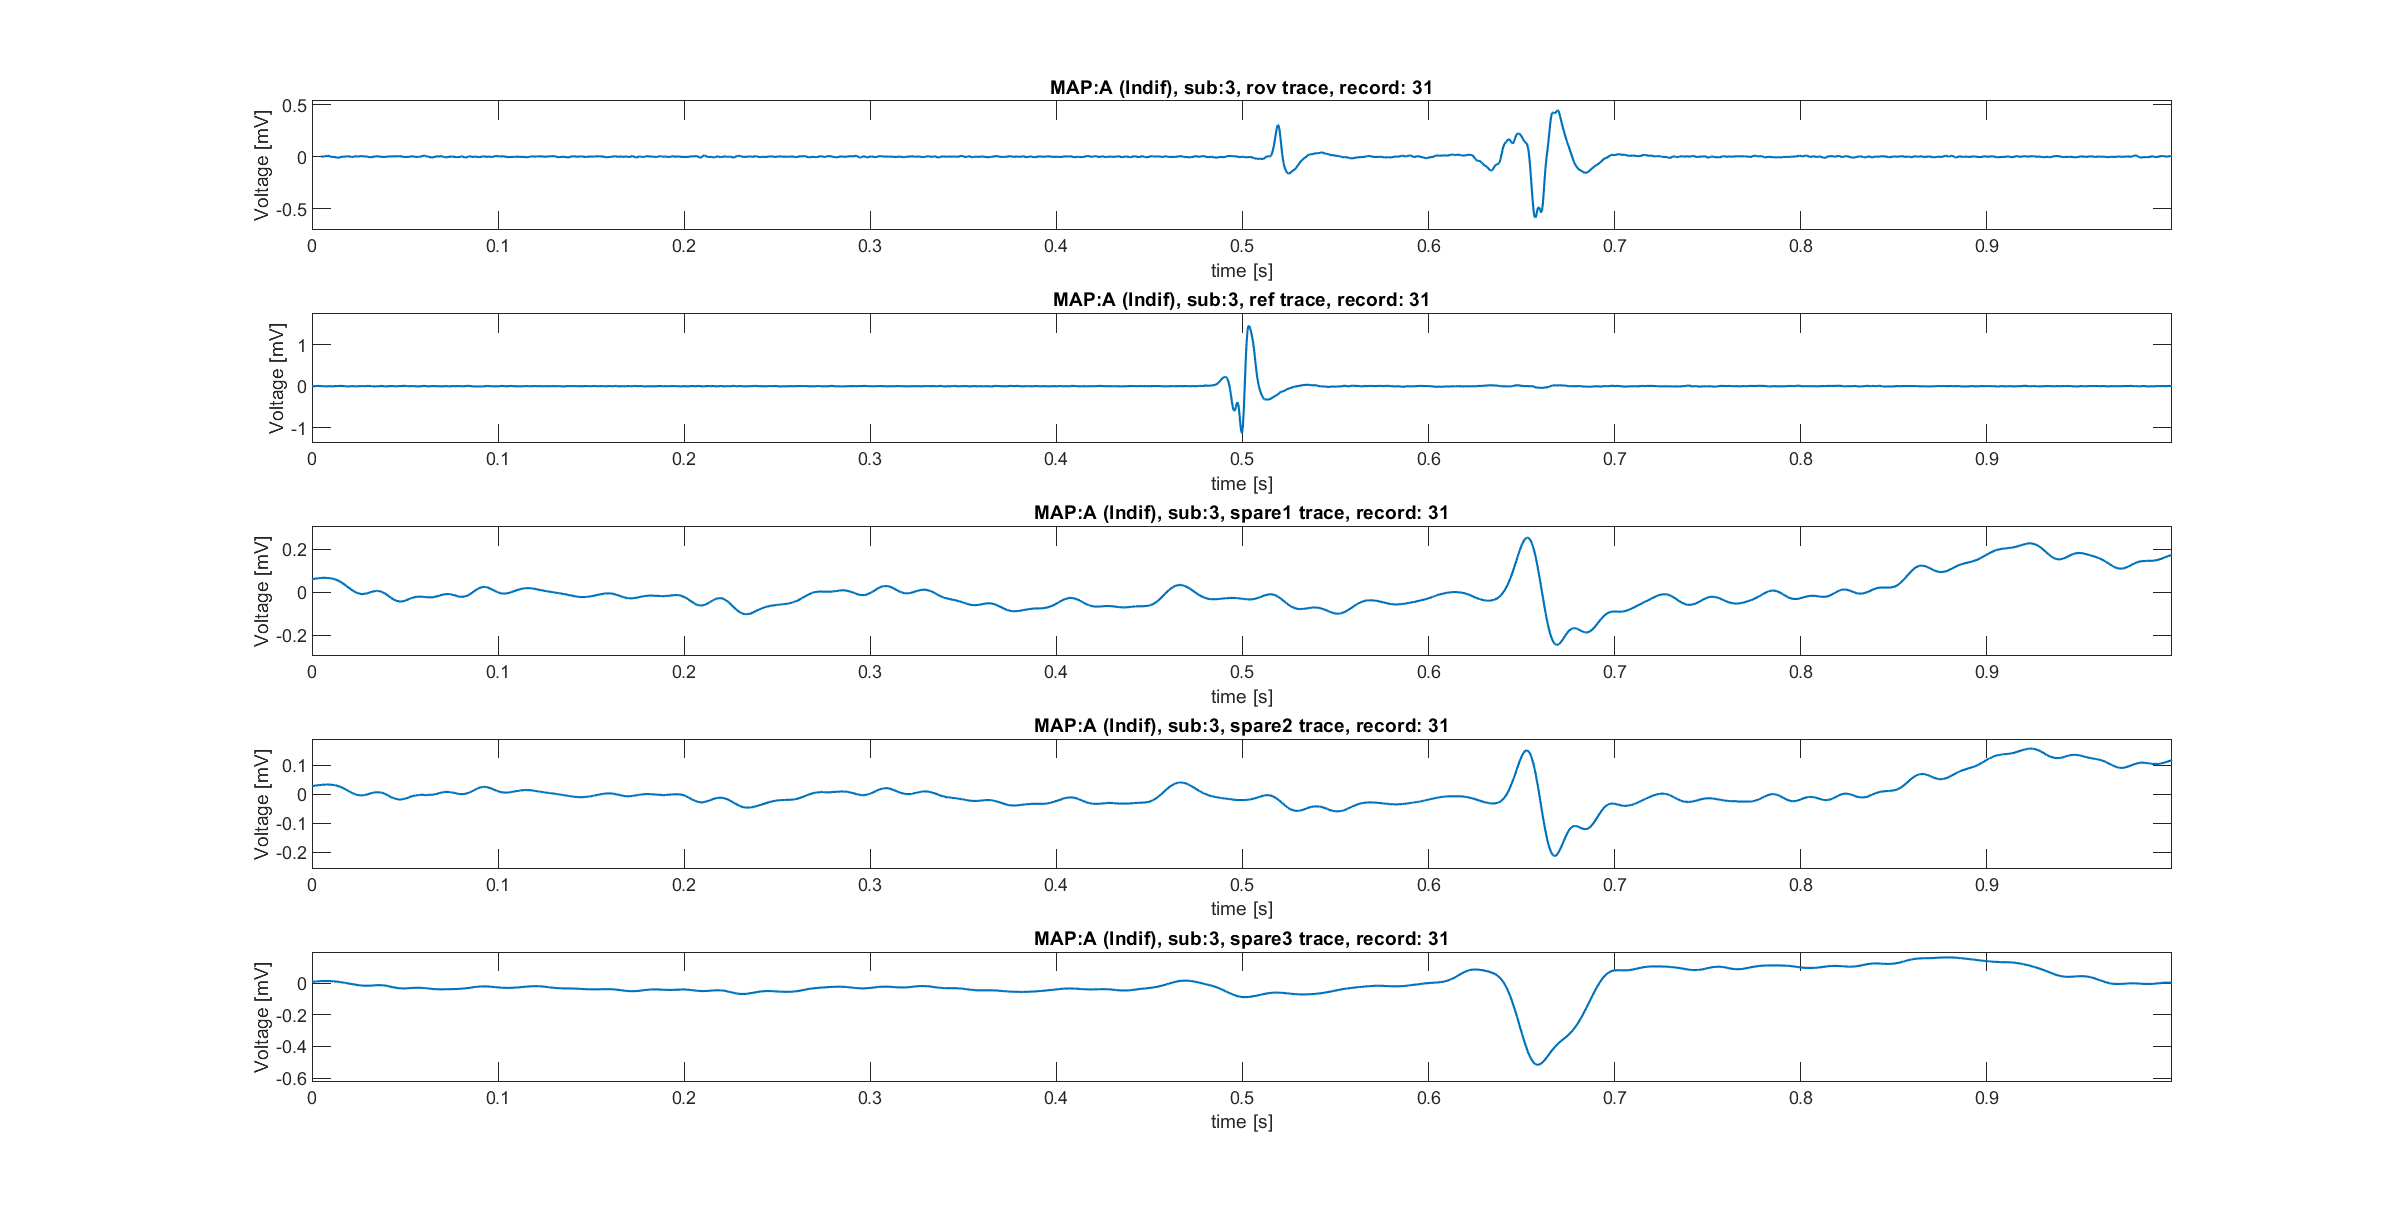 MAP:A (Indif), sub:3, rov trace, record: 31
Voltage [mV]
0.5
0
-0.5
0 0.1 0.2 0.3 0.4 0.5 0.6 0.7 0.8 0.9
time [s]
MAP:A (Indif), sub:3, ref trace, record: 31
Voltage [mV]
1
0
-1
0 0.1 0.2 0.3 0.4 0.5 0.6 0.7 0.8 0.9
time [s]
MAP:A (Indif), sub:3, spare1 trace, record: 31
Voltage [mV]
0.2
0
-0.2
0 0.1 0.2 0.3 0.4 0.5 0.6 0.7 0.8 0.9
time [s]
MAP:A (Indif), sub:3, spare2 trace, record: 31
Voltage [mV]
0.1
0
-0.1
-0.2
0 0.1 0.2 0.3 0.4 0.5 0.6 0.7 0.8 0.9
time [s]
MAP:A (Indif), sub:3, spare3 trace, record: 31
Voltage [mV]
0
-0.2
-0.4
-0.6
0 0.1 0.2 0.3 0.4 0.5 0.6 0.7 0.8 0.9
time [s]